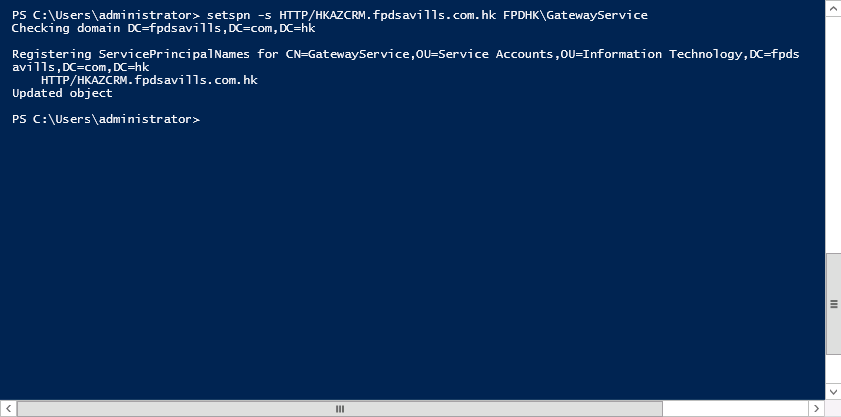 PS C:\Users\administrator> setspn -s HTTP/HKAZCRM.fpdsavills.com.hk FPDHK\GatewayService
Checking domain DC=fpdsavills,DC=com,DC=hk
Registering ServicePrincipalNames for CN=GatewayService,OU=Service Accounts,OU=Information Technology,DC=fpds
avills,DC=com,DC=hk
HTTP/HKAZCRM.fpdsavills.com.hk
Updated object
PS C:\Users\administrator>